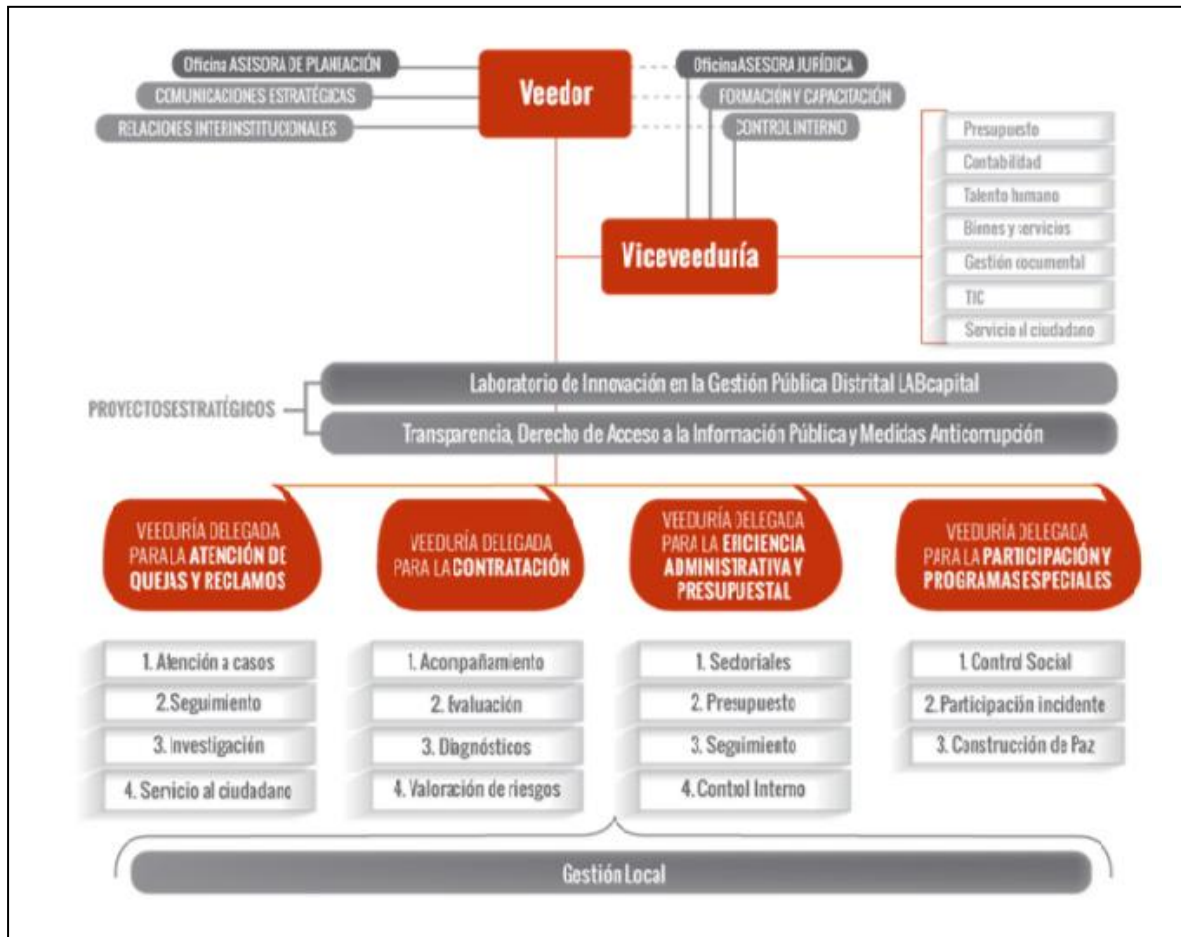 Oficina ASESORA DE PLANEACIÓN
COMUNICACIONES ESTRATÉGICAS
RELACIONES INTERINSTITUCIONALES
Veedor
Oficina ASESORA JURÍDICA
FORMACIÓN Y CAPACITACIÓN
CONTROL INTERNO
Viceveeduría
Presupuesto
Contabilidad
Talento humano
Bienes y servicios
Gestión documental
TIC
Servicio al ciudadano
PROYECTOS ESTRATÉGICOS
Laboratorio de Innovación en la Gestión Pública Distrital LABcapital
Transparencia, Derecho de Acceso a la Información Pública y Medidas Anticorrupción
VEEDURÍA DELEGADA
PARA LA ATENCIÓN DE
QUEJAS Y RECLAMOS
1. Atención a casos
2. Seguimiento
3. Investigación
4. Servicio al ciudadano
VEEDURÍA DELEGADA
PARA LA CONTRATACIÓN
1. Acompañamiento
2. Evaluación
3. Diagnósticos
4. Valoración de riesgos
VEEDURÍA DELEGADA
PARA LA EFICIENCIA
ADMINISTRATIVA Y
PRESUPUESTAL
1. Sectoriales
2. Presupuesto
3. Seguimiento
4. Control Interno
VEEDURÍA DELEGADA
PARA LA PARTICIPACIÓN Y
PROGRAMAS ESPECIALES
1. Control Social
2. Participación incidente
3. Construcción de Paz
Gestión Local